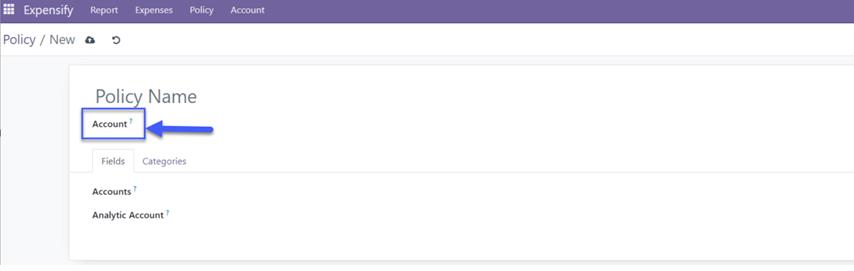 Expensify Report Expenses Policy Account
Policy / New
Policy Name
Account ?
Fields Categories
Accounts ?
Analytic Account ?